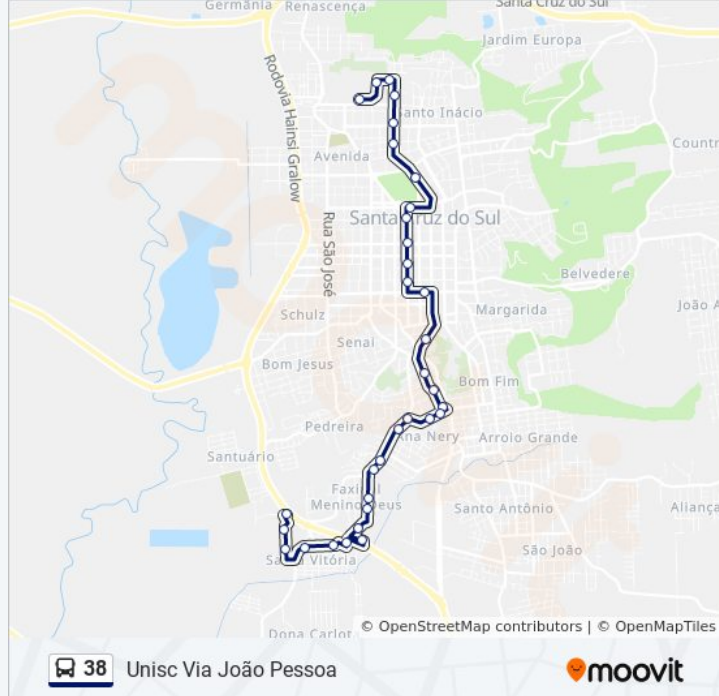 Germânia
Renascença
Santa Cruz do Sul
Jardim Europa
Rodovia Hainsi Gralow
Santo Inácio
Avenida
Countr
Rua São José
Santa Cruz do Sul
Belvedere
Schulz
Margarida
João A
Senai
Bom Jesus
Bom Fim
Pedreira
Ana Nery
Arroio Grande
Santuário
Faxinal
Menino Deus
Santo Antônio
Aliança
São João
Santa Vitória
Dona Carlot
© OpenStreetMap contributors | © OpenMapTiles
38 Unisc Via João Pessoa
moovit